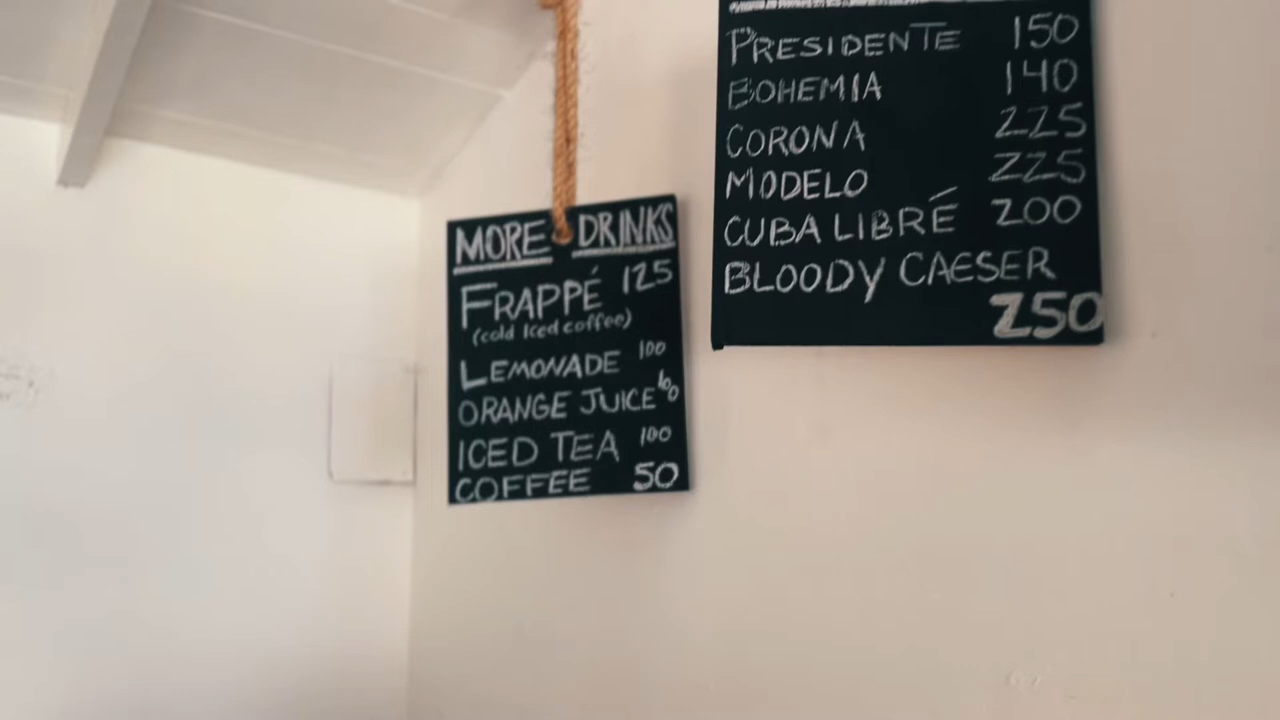 MORE DRINKS
FRAPPÉ 125
(cold Iced coffee)
LEMONADE 100
ORANGE JUICE 100
ICED TEA 100
COFFEE 50
PRESIDENTE 150
BOHEMIA 140
CORONA 225
MODELO 225
CUBA LIBRÉ 200
BLOODY CAESER
250